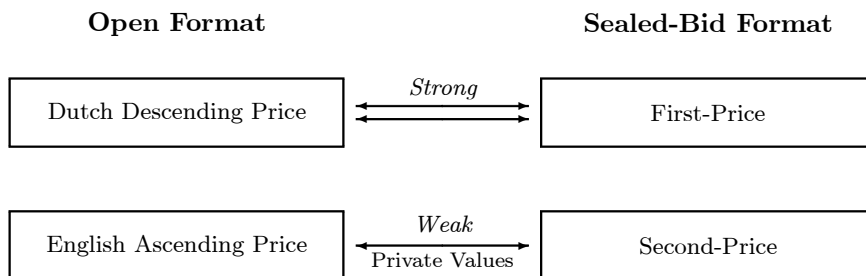 Open Format
Sealed-Bid Format
Strong
Dutch Descending Price
First-Price
Weak
English Ascending Price
Second-Price
Private Values